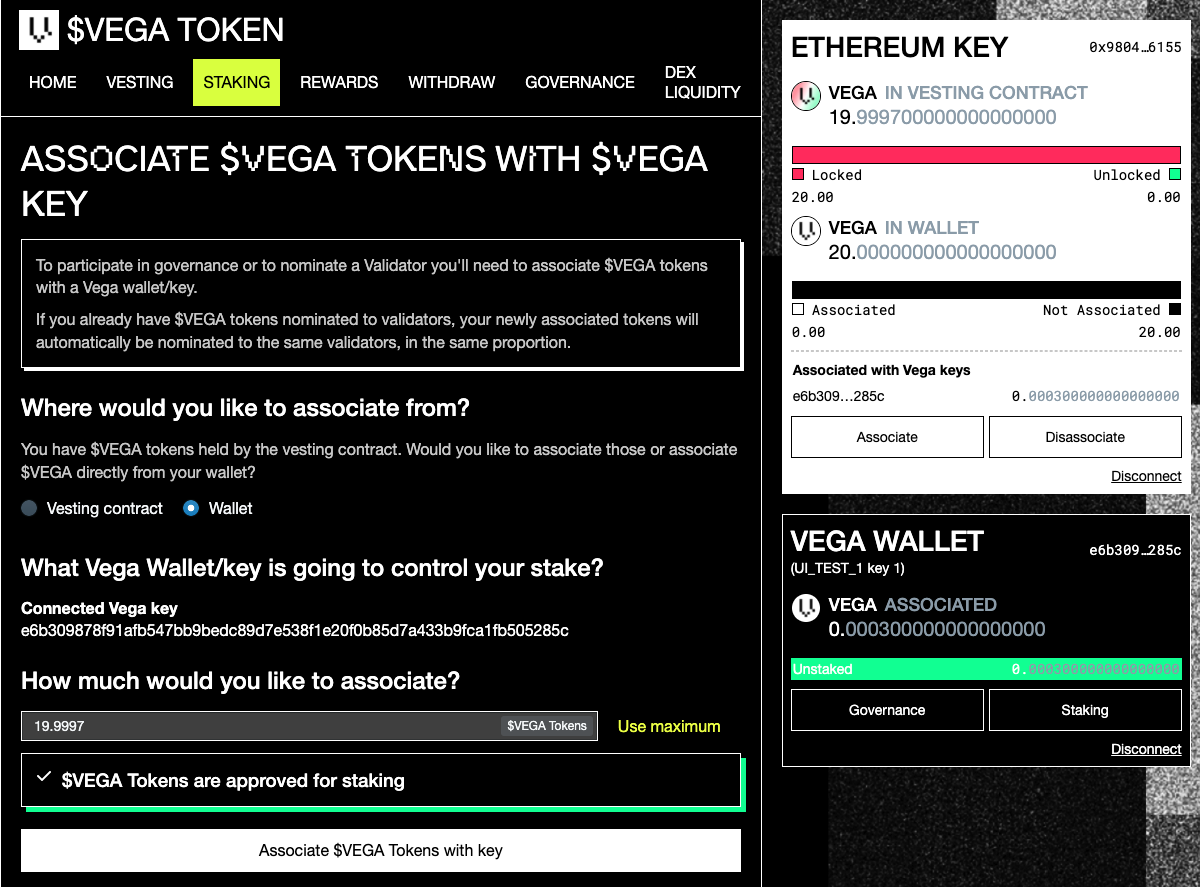 $VEGA TOKEN
HOME VESTING STAKING REWARDS WITHDRAW GOVERNANCE DEX LIQUIDITY
ASSOCIATE $VEGA TOKENS WITH $VEGA
KEY
To participate in governance or to nominate a Validator you'll need to associate $VEGA tokens
with a Vega wallet/key.
If you already have $VEGA tokens nominated to validators, your newly associated tokens will
automatically be nominated to the same validators, in the same proportion.
Where would you like to associate from?
You have $VEGA tokens held by the vesting contract. Would you like to associate those or associate
$VEGA directly from your wallet?
Vesting contract Wallet
What Vega Wallet/key is going to control your stake?
Connected Vega key
e6b309878f91afb547bb9bedc89d7e538f1e20f0b85d7a433b9fca1fb505285c
How much would you like to associate?
19.9997 $VEGA Tokens Use maximum
$VEGA Tokens are approved for staking
Associate $VEGA Tokens with key
ETHEREUM KEY 0x9804…6155
VEGA IN VESTING CONTRACT
19.999700000000000000
Locked Unlocked
20.00 0.00
VEGA IN WALLET
20.000000000000000000
Associated Not Associated
0.00 20.00
Associated with Vega keys
e6b309…285c 0.000300000000000000
Associate Disassociate
Disconnect
VEGA WALLET e6b309…285c
(UI_TEST_1 key 1)
VEGA ASSOCIATED
0.000300000000000000
Unstaked 0.000300000000000000
Governance Staking
Disconnect